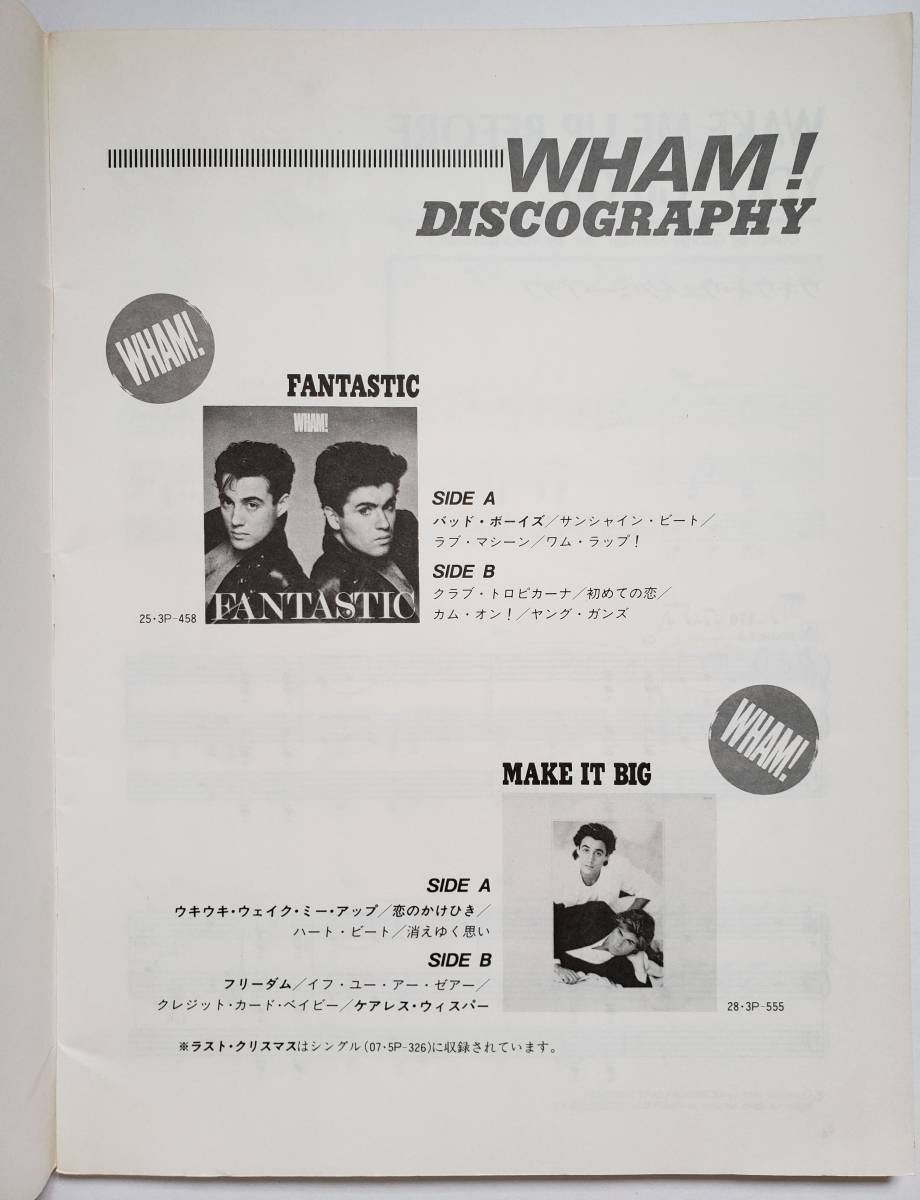 WHAM!
DISCOGRAPHY
WHAM!
FANTASTIC
WHAM!
FANTASTIC
25・3P-458
SIDE A
バッド・ボーイズ/サンシャイン・ビート/
ラブ・マシーン/ワム・ラップ!
SIDE B
クラブ・トロピカーナ/初めての恋/
カム・オン!/ヤング・ガンズ
WHAM!
MAKE IT BIG
SIDE A
ウキウキ・ウェイク・ミー・アップ/恋のかけひき/
ハート・ビート/消えゆく思い
SIDE B
フリーダム/イフ・ユー・アー・ゼアー/
クレジット・カード・ベイビー/ケアレス・ウィスパー
28・3P-555
※ラスト・クリスマスはシングル(07・5P-326)に収録されています。